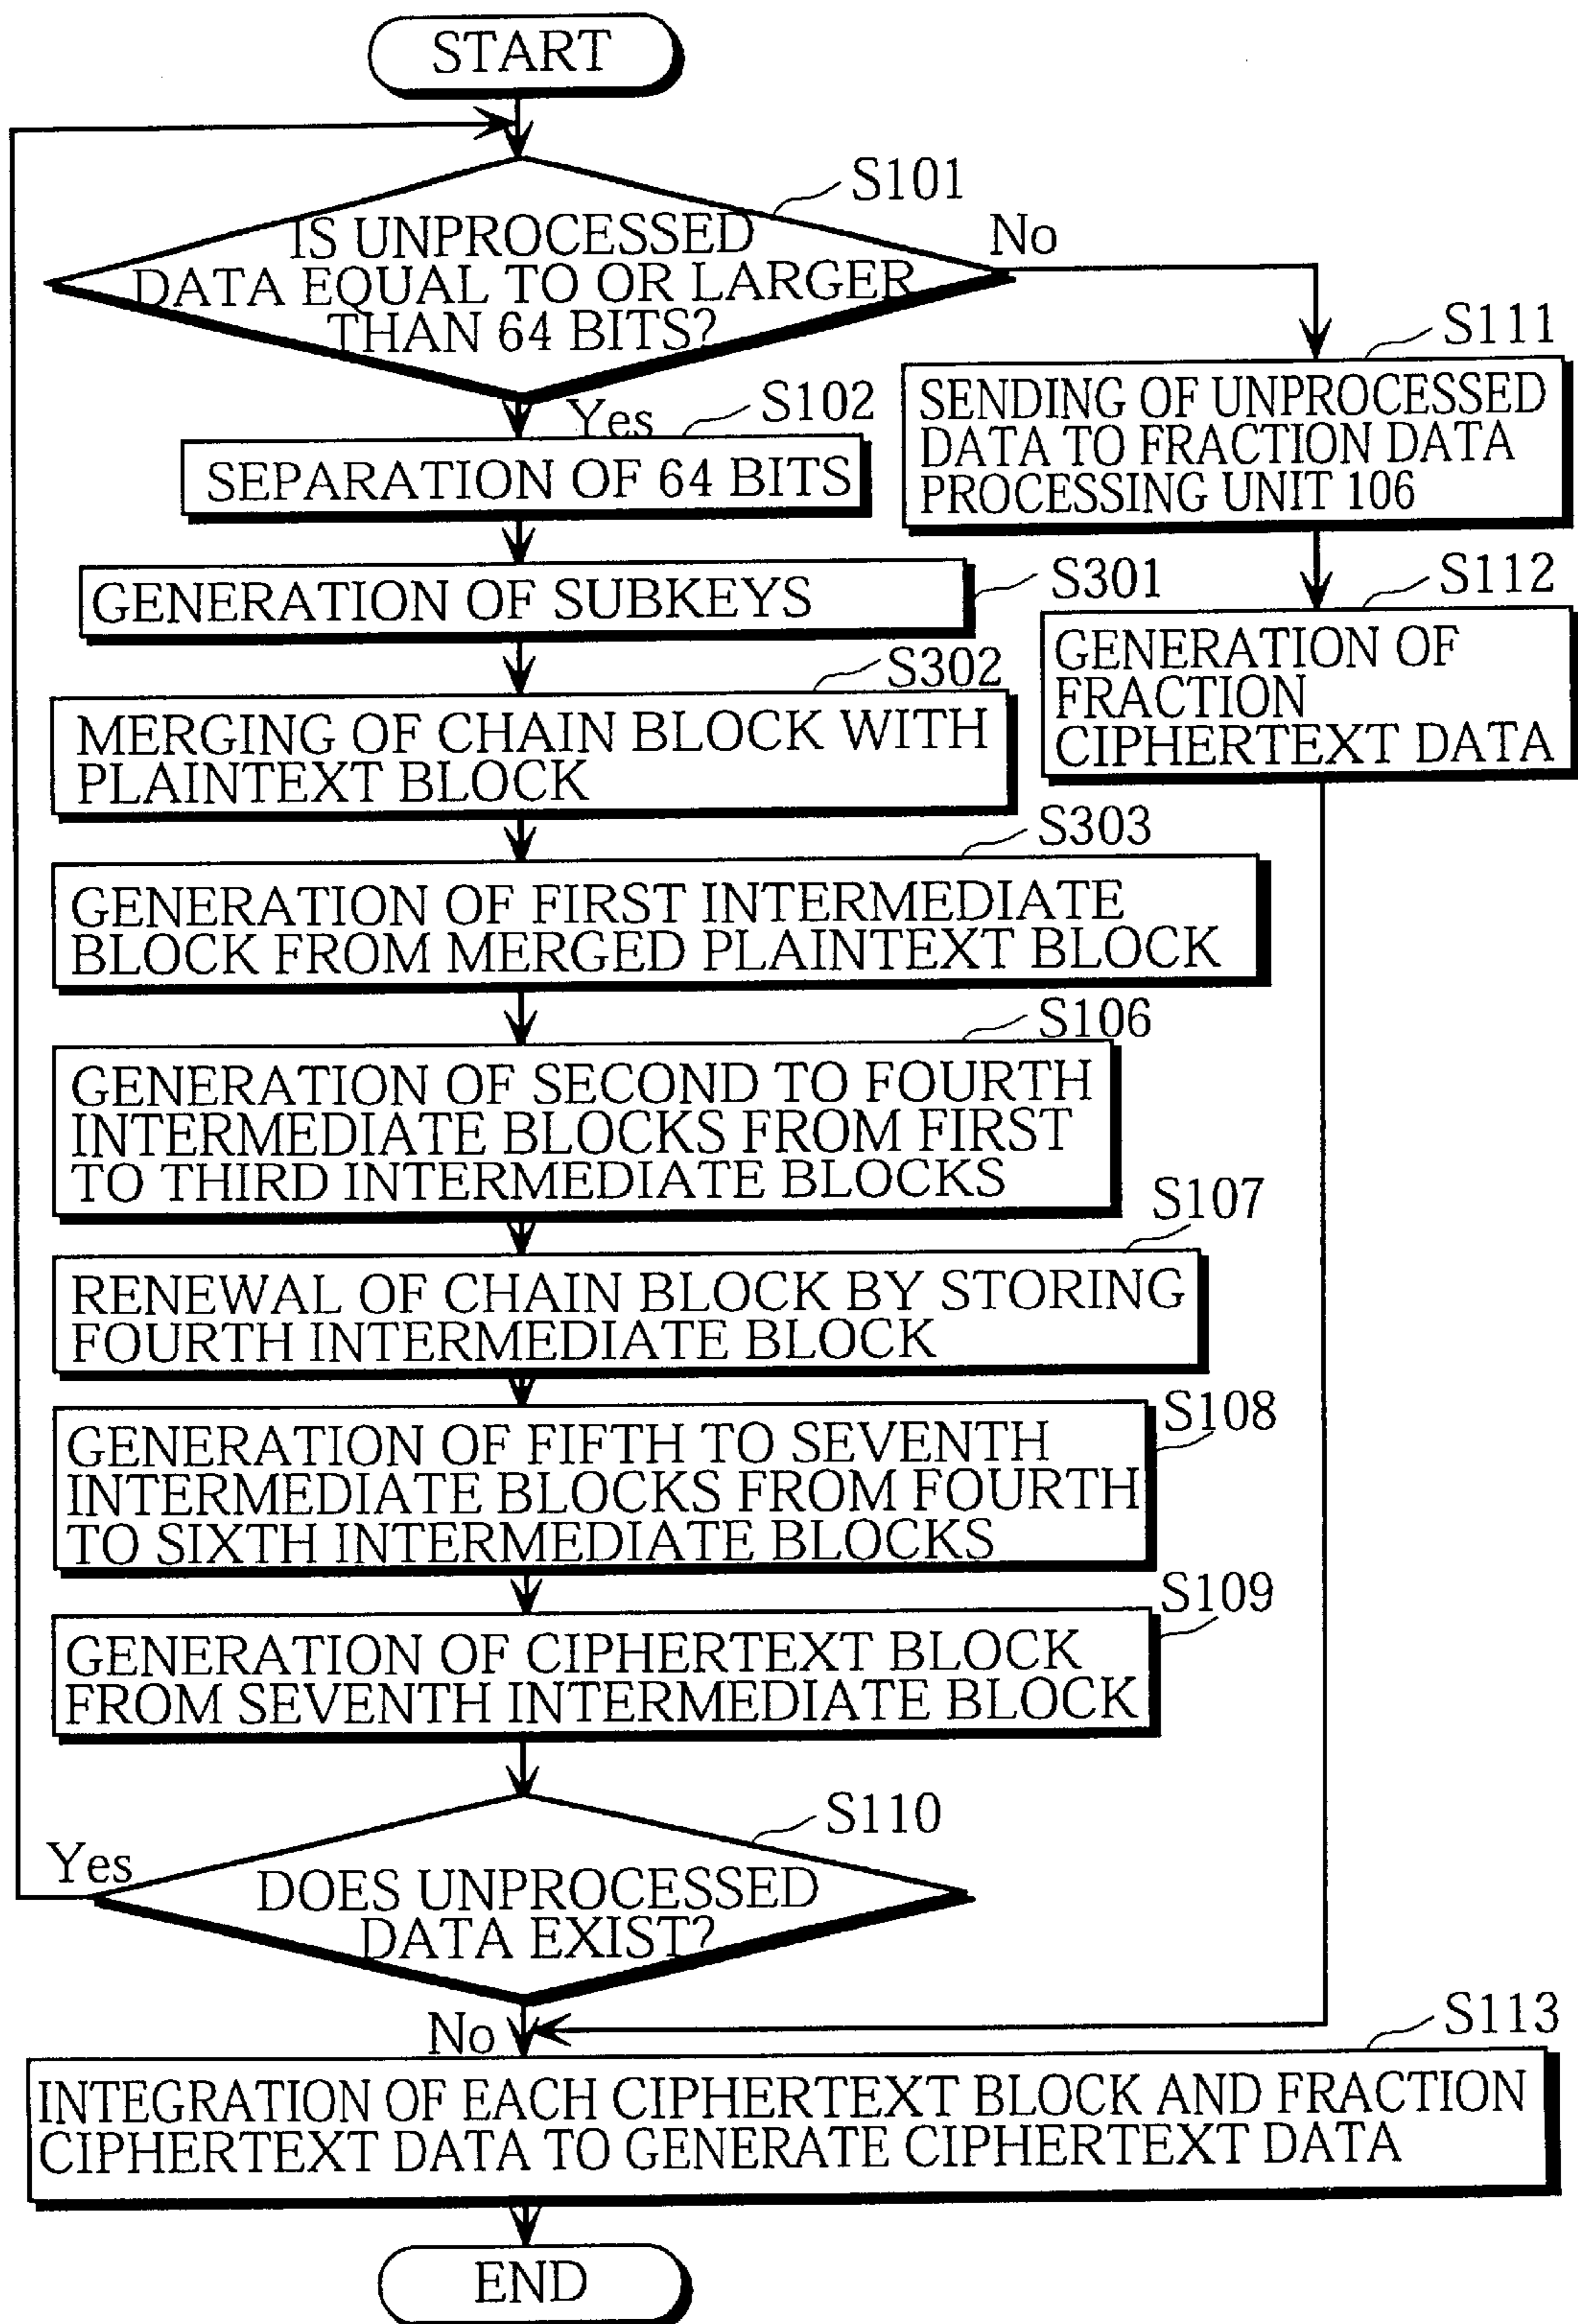 START
S101
IS UNPROCESSED
DATA EQUAL TO OR LARGER
THAN 64 BITS?
No
Yes
S102
SEPARATION OF 64 BITS
S111
SENDING OF UNPROCESSED
DATA TO FRACTION DATA
PROCESSING UNIT 106
GENERATION OF SUBKEYS
S301
S112
GENERATION OF
FRACTION
CIPHERTEXT DATA
S302
MERGING OF CHAIN BLOCK WITH
PLAINTEXT BLOCK
S303
GENERATION OF FIRST INTERMEDIATE
BLOCK FROM MERGED PLAINTEXT BLOCK
S106
GENERATION OF SECOND TO FOURTH
INTERMEDIATE BLOCKS FROM FIRST
TO THIRD INTERMEDIATE BLOCKS
S107
RENEWAL OF CHAIN BLOCK BY STORING
FOURTH INTERMEDIATE BLOCK
S108
GENERATION OF FIFTH TO SEVENTH
INTERMEDIATE BLOCKS FROM FOURTH
TO SIXTH INTERMEDIATE BLOCKS
S109
GENERATION OF CIPHERTEXT BLOCK
FROM SEVENTH INTERMEDIATE BLOCK
S110
Yes
DOES UNPROCESSED
DATA EXIST?
No
S113
INTEGRATION OF EACH CIPHERTEXT BLOCK AND FRACTION
CIPHERTEXT DATA TO GENERATE CIPHERTEXT DATA
END